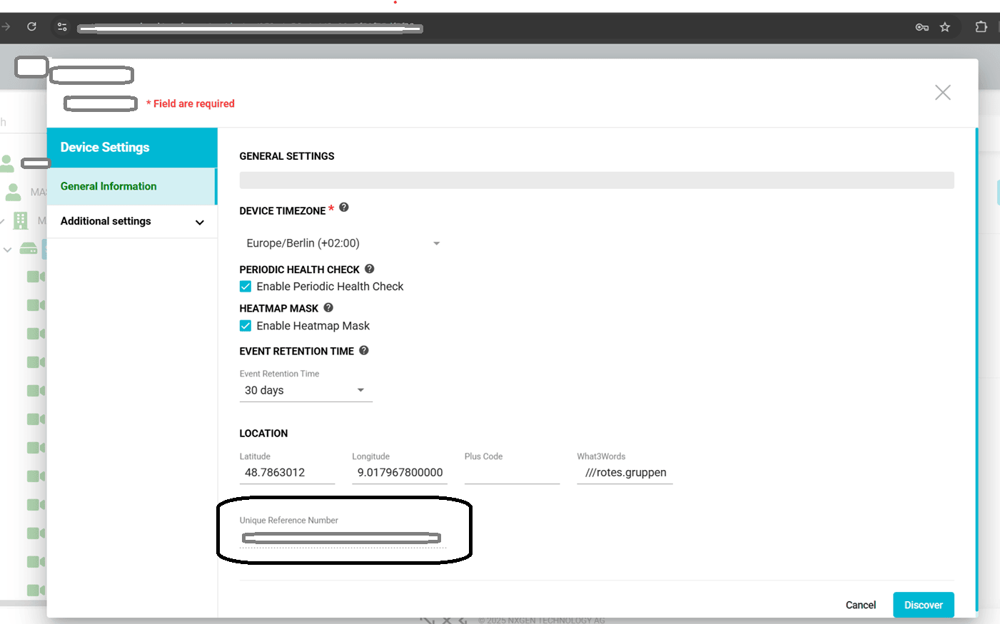 * Field are required
h
Device Settings
General Information
Additional settings
MAS
M
GENERAL SETTINGS
DEVICE TIMEZONE *
Europe/Berlin (+02:00)
PERIODIC HEALTH CHECK
Enable Periodic Health Check
HEATMAP MASK
Enable Heatmap Mask
EVENT RETENTION TIME
Event Retention Time
30 days
LOCATION
Latitude Longitude Plus Code What3Words
48.7863012 9.017967800000 ///rotes.gruppen
Unique Reference Number
Cancel Discover
© 2025 NXGEN TECHNOLOGY AG